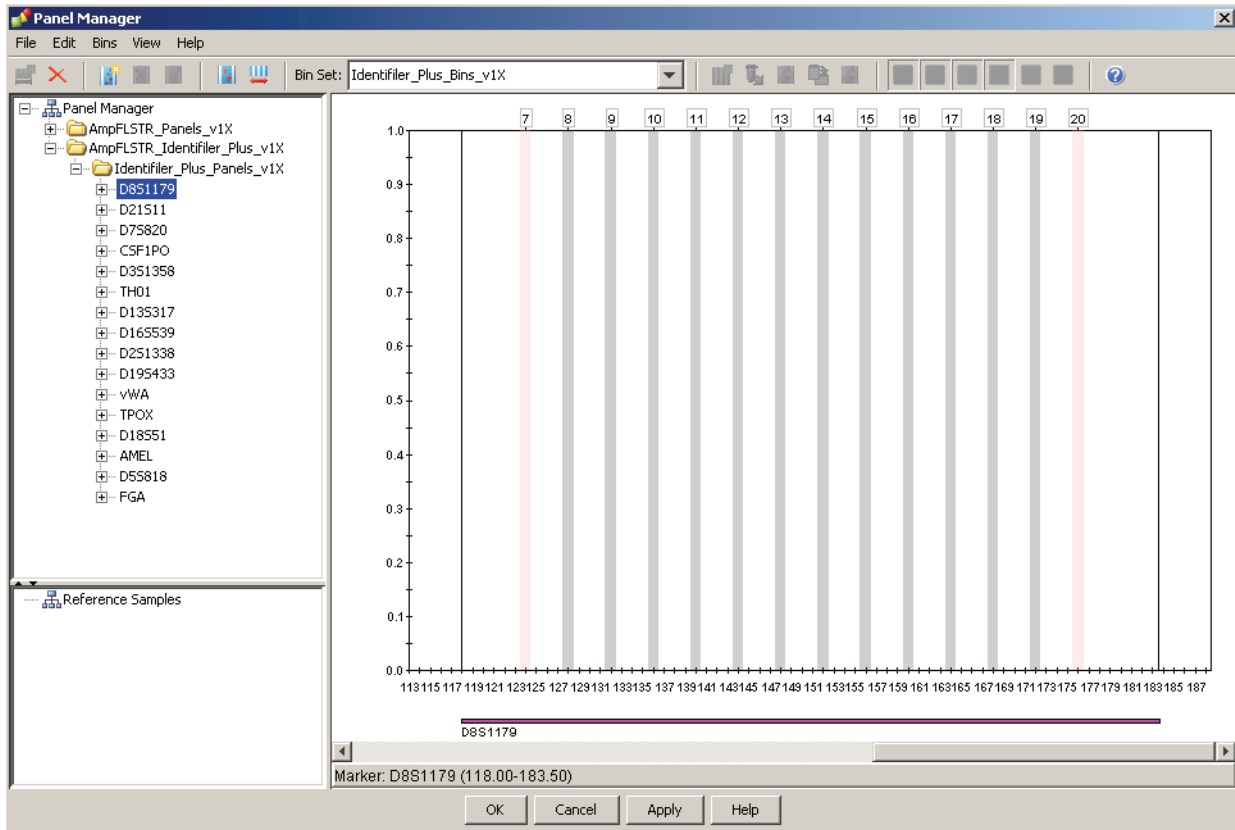 Panel Manager
File Edit Bins View Help
Bin Set: Identifiler_Plus_Bins_v1X
Panel Manager
AmpFLSTR_Panels_v1X
AmpFLSTR_Identifiler_Plus_v1X
Identifiler_Plus_Panels_v1X
D8S1179
D21S11
D7S820
CSF1PO
D3S1358
TH01
D13S317
D16S539
D2S1338
D19S433
vWA
TPOX
D18S51
AMEL
D5S818
FGA
Reference Samples
7 8 9 10 11 12 13 14 15 16 17 18 19 20
1.0
0.9
0.8
0.7
0.6
0.5
0.4
0.3
0.2
0.1
0.0
113 115 117 119 121 123 125 127 129 131 133 135 137 139 141 143 145 147 149 151 153 155 157 159 161 163 165 167 169 171 173 175 177 179 181 183 185 187
D8S1179
Marker: D8S1179 (118.00-183.50)
OK Cancel Apply Help